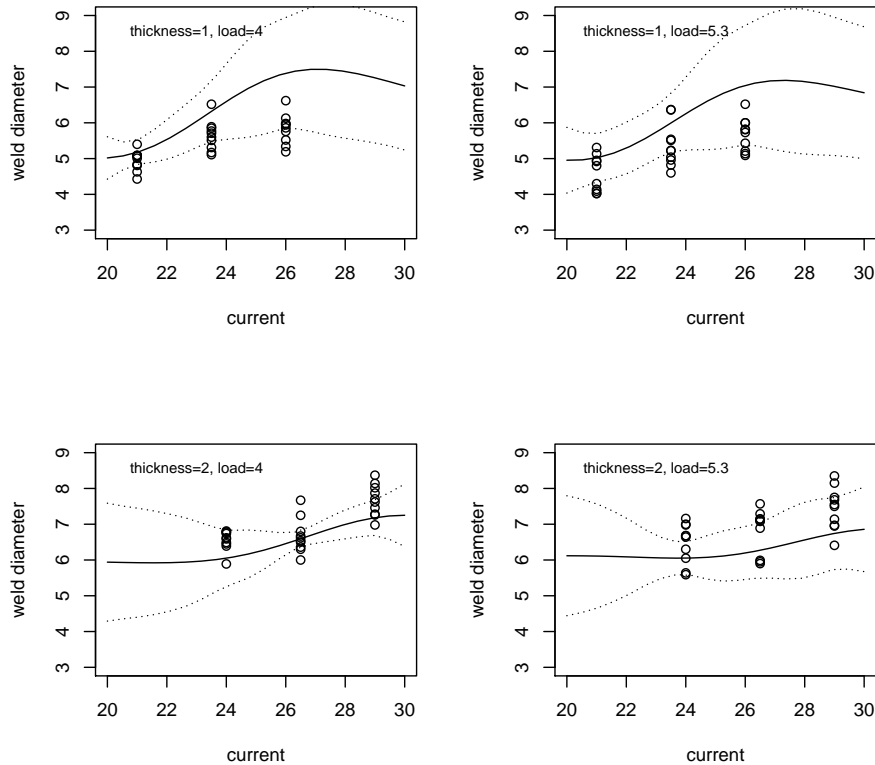 thickness=1, load=4
weld diameter
9
8
7
6
5
4
3
20 22 24 26 28 30
current
thickness=1, load=5.3
weld diameter
9
8
7
6
5
4
3
20 22 24 26 28 30
current
thickness=2, load=4
weld diameter
9
8
7
6
5
4
3
20 22 24 26 28 30
current
thickness=2, load=5.3
weld diameter
9
8
7
6
5
4
3
20 22 24 26 28 30
current